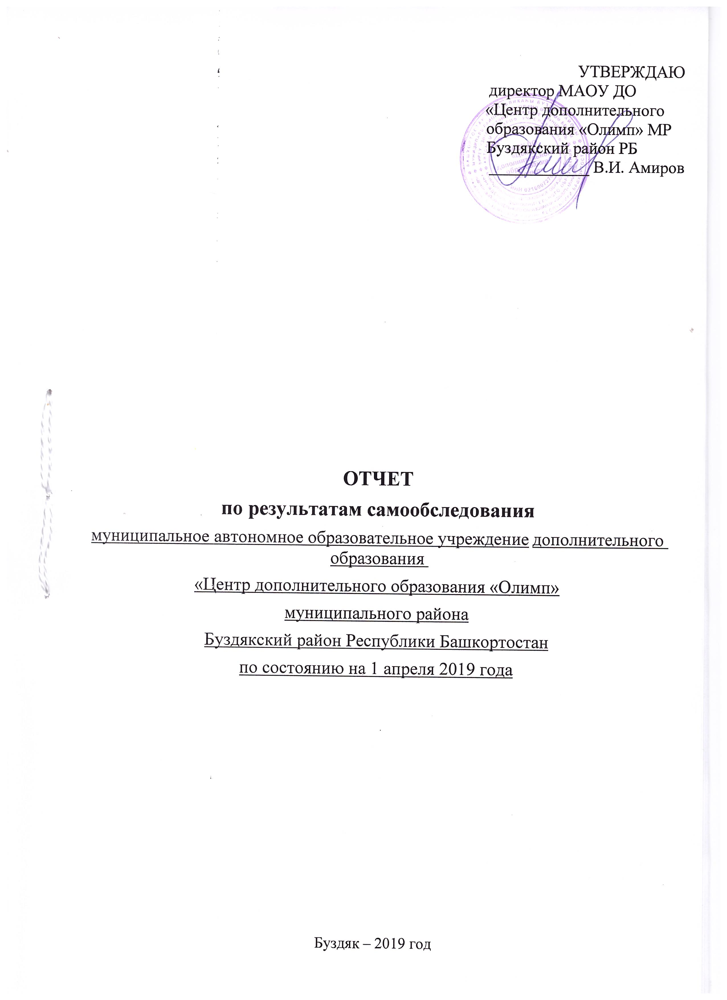 УТВЕРЖДАЮ
директор МАОУ ДО
«Центр дополнительного
образования «Олимп» МР
Буздякский район РБ
В.И. Амиров
ОТЧЕТ
по результатам самообследования
муниципальное автономное образовательное учреждение дополнительного
образования
«Центр дополнительного образования «Олимп»
муниципального района
Буздякский район Республики Башкортостан
по состоянию на 1 апреля 2019 года
Буздяк – 2019 год